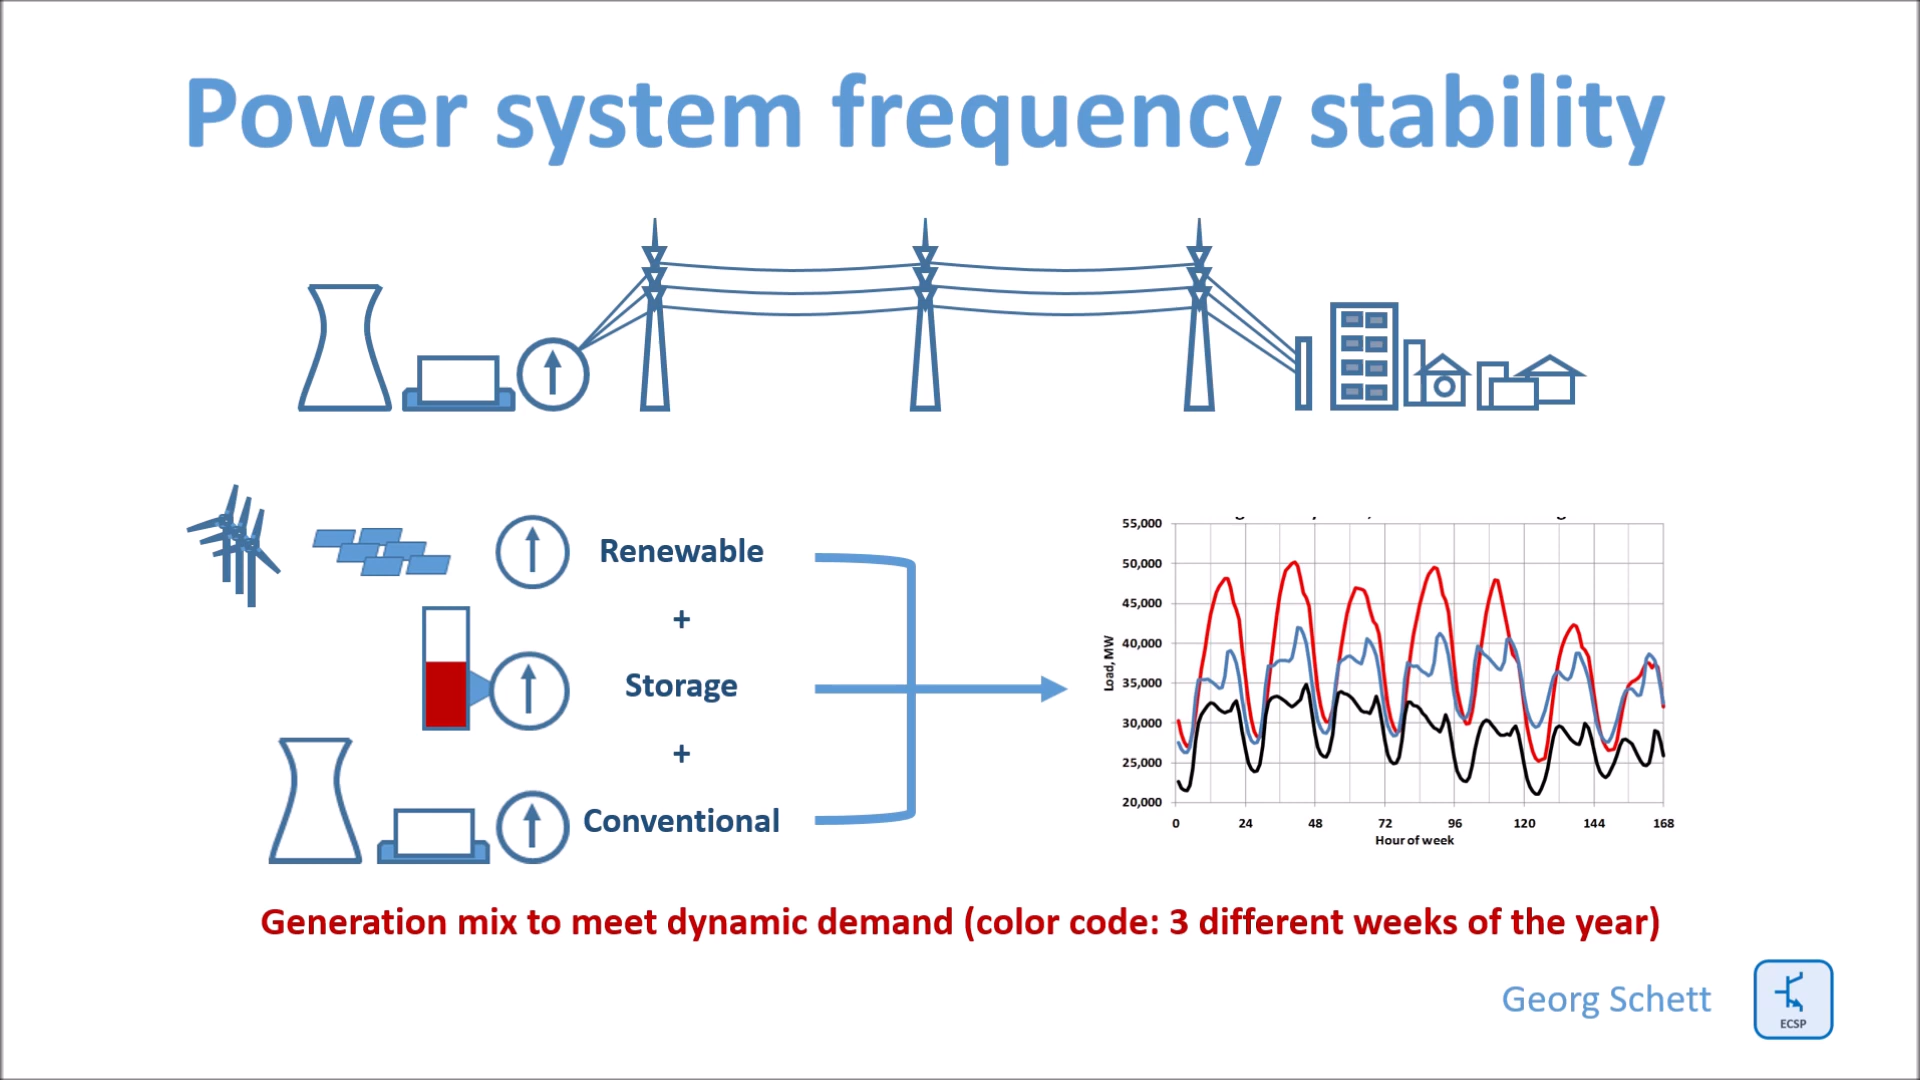 Power system frequency stability
Renewable
+
Storage
+
Conventional
55,000
50,000
45,000
40,000
35,000
30,000
25,000
20,000
Load, MW
0 24 48 72 96 120 144 168
Hour of week
Generation mix to meet dynamic demand (color code: 3 different weeks of the year)
Georg Schett
ECSP